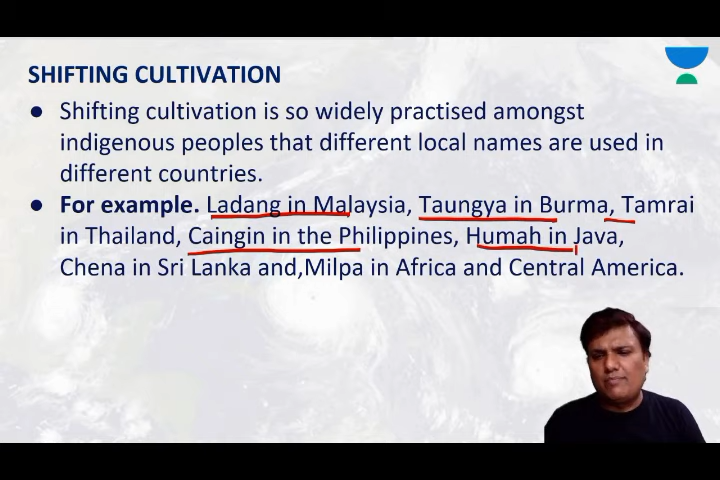 SHIFTING CULTIVATION
● Shifting cultivation is so widely practised amongst
indigenous peoples that different local names are used in
different countries.
● For example. Ladang in Malaysia, Taungya in Burma, Tamrai
in Thailand, Caingin in the Philippines, Humah in Java,
Chena in Sri Lanka and,Milpa in Africa and Central America.